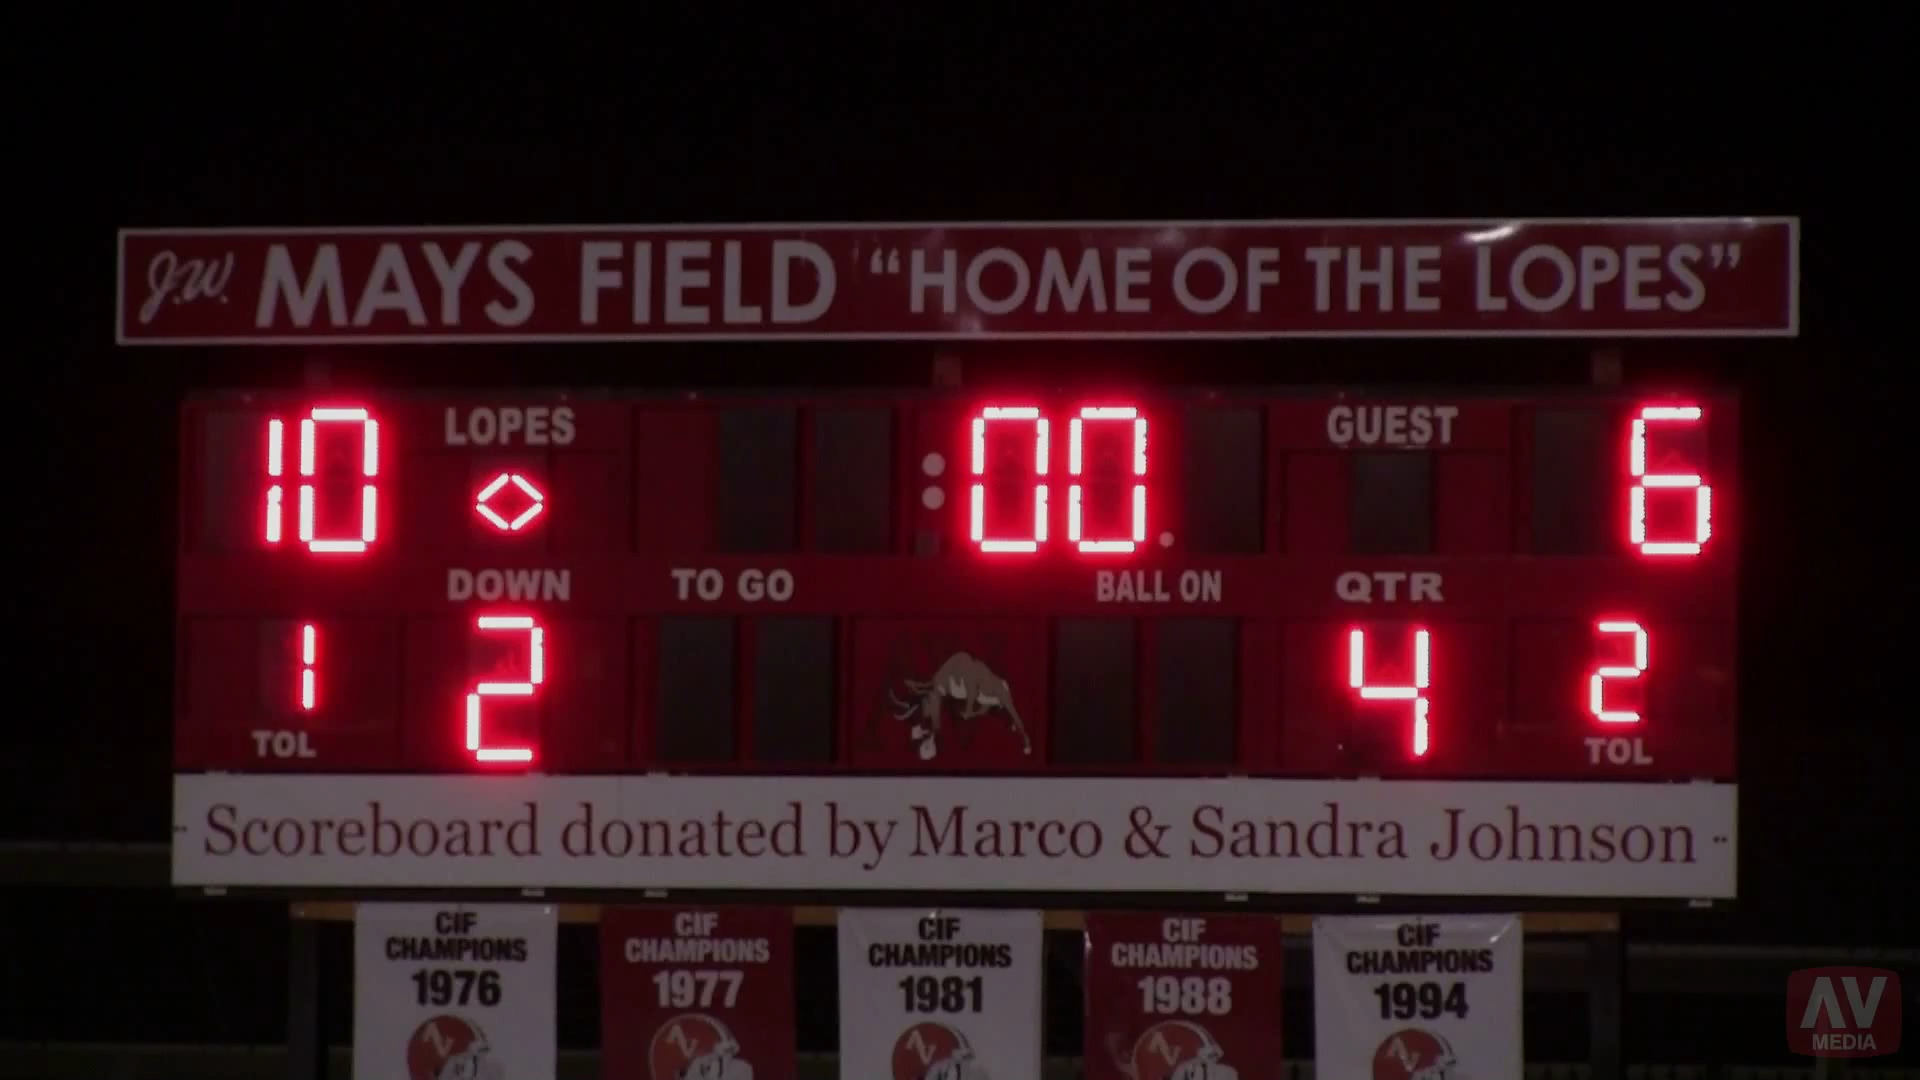 J.W. MAYS FIELD “HOME OF THE LOPES”
10 LOPES : 00 . GUEST 6
DOWN TO GO BALL ON QTR
1 2 4 2
TOL TOL
Scoreboard donated by Marco & Sandra Johnson
CIF CHAMPIONS 1976
CIF CHAMPIONS 1977
CIF CHAMPIONS 1981
CIF CHAMPIONS 1988
CIF CHAMPIONS 1994
AV MEDIA